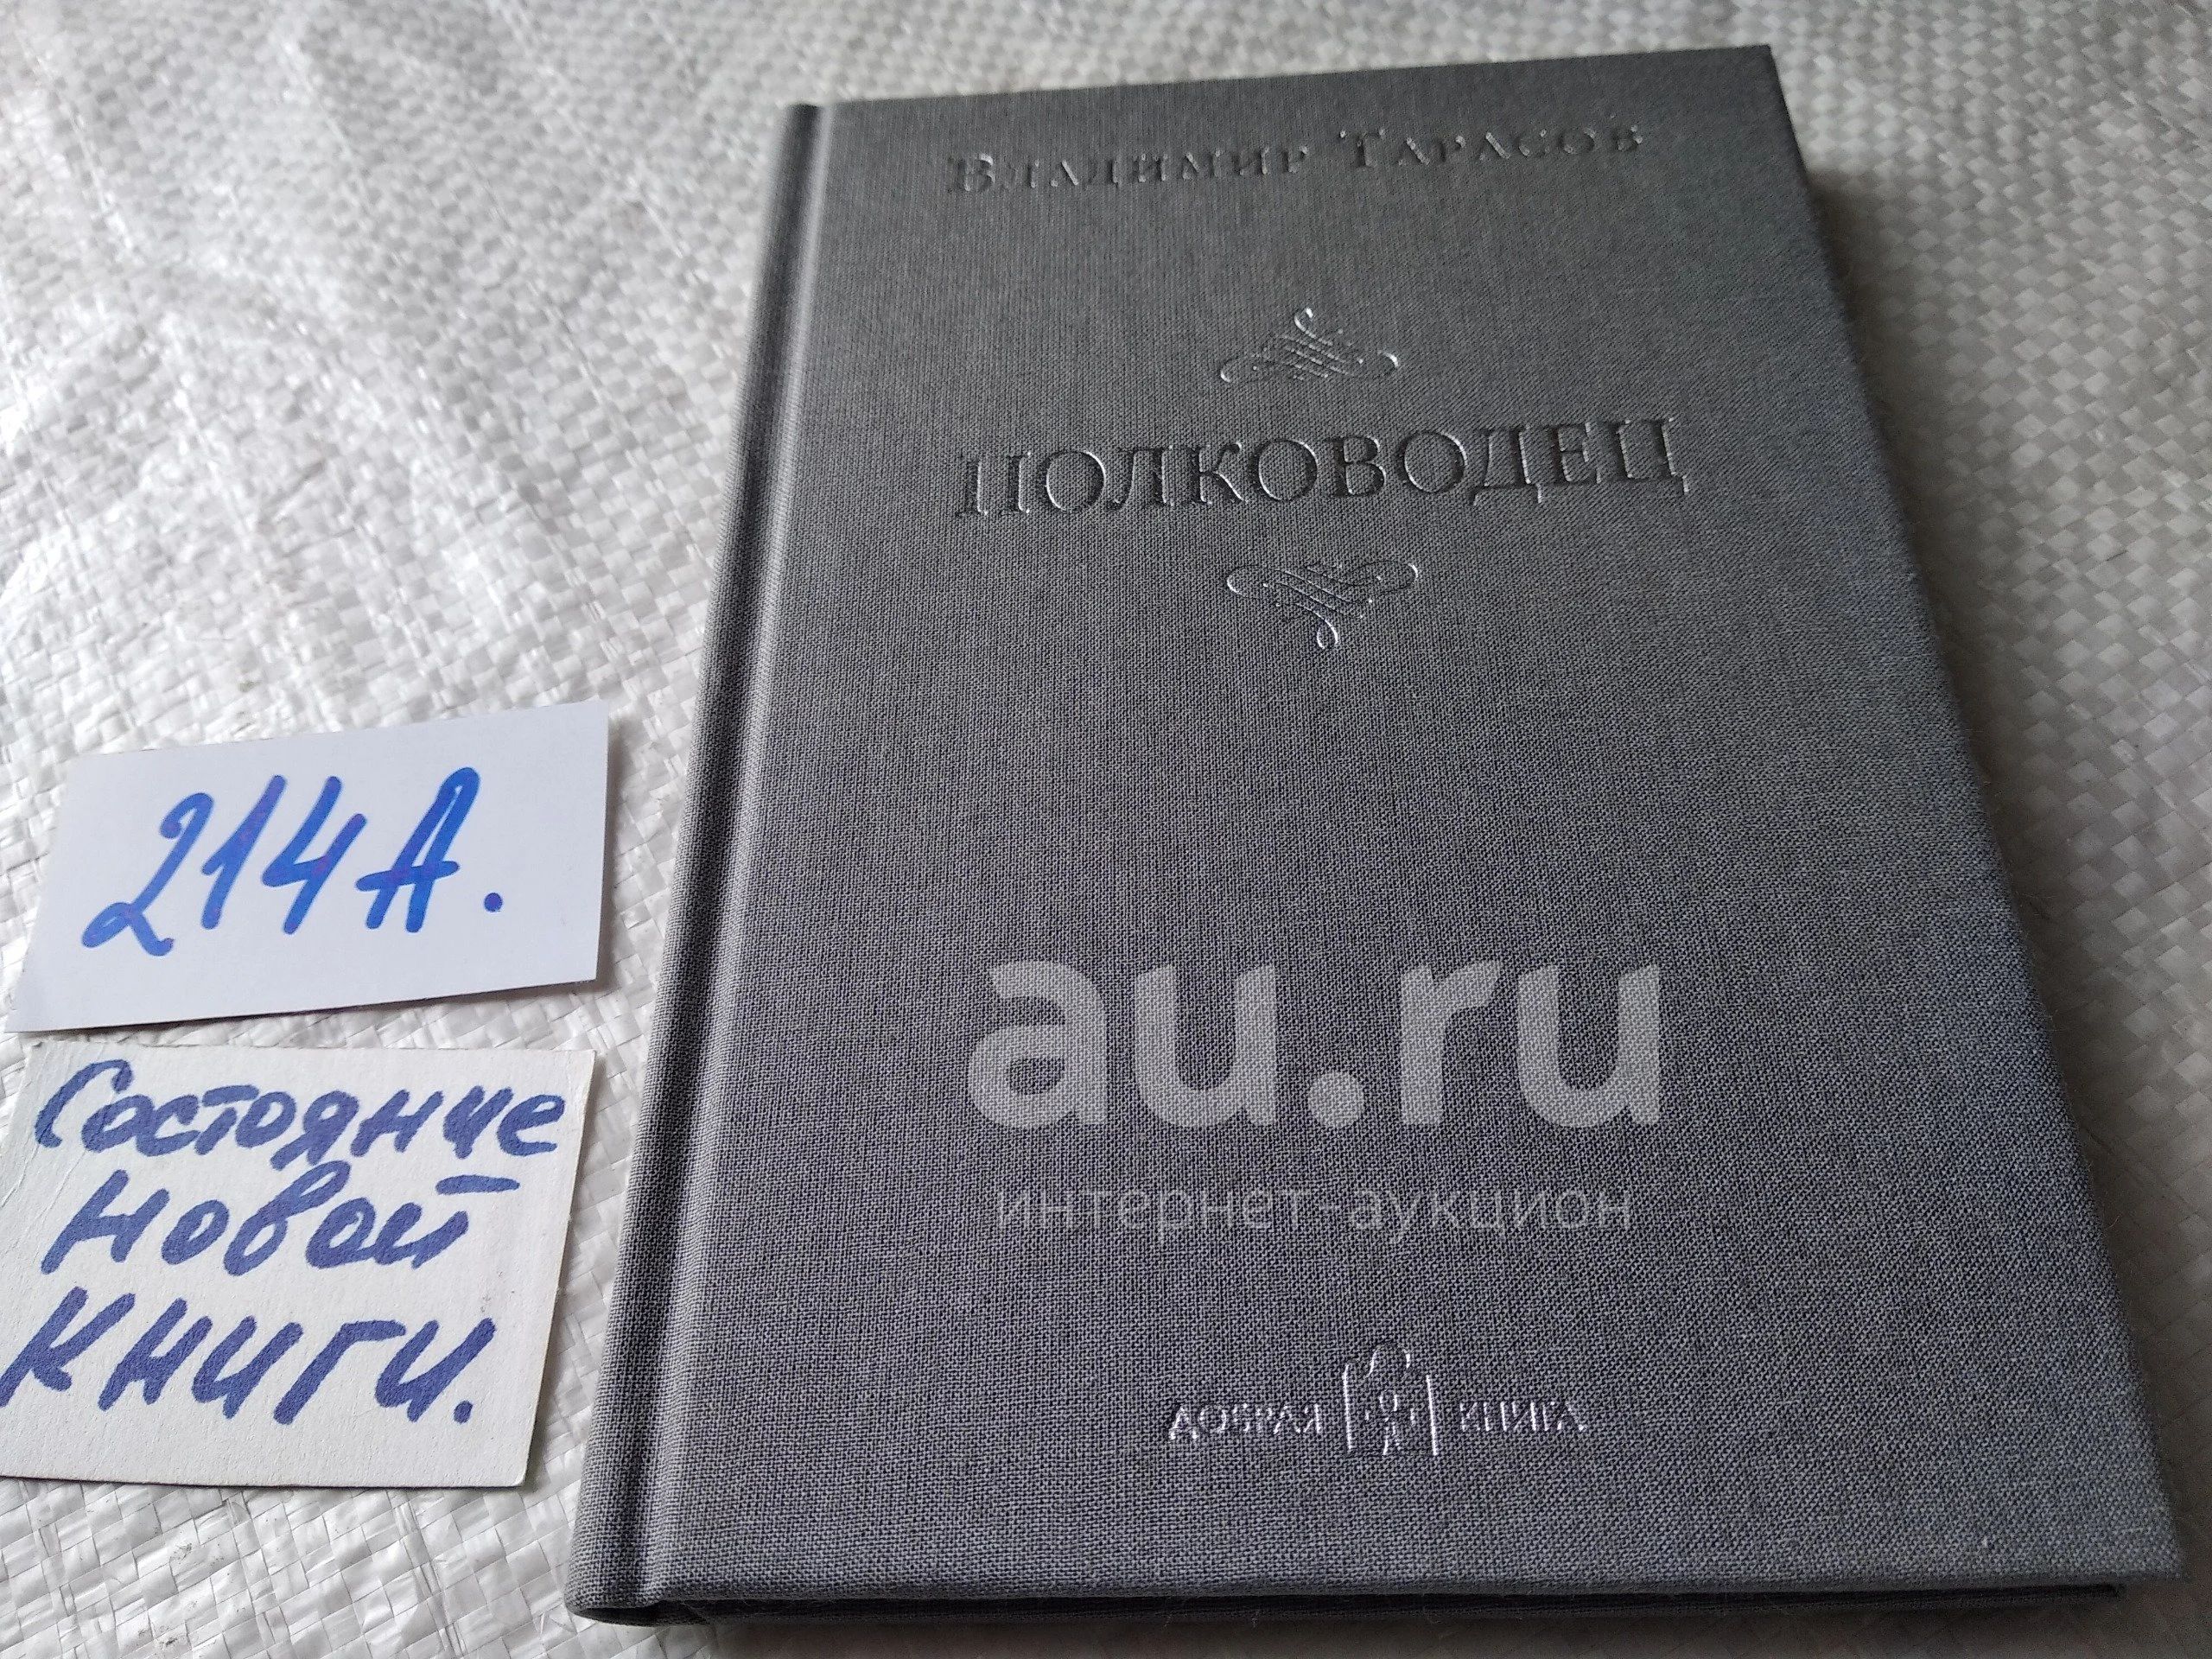 Владимир Тарасов
ПОЛКОВОДЕЦ
214А.
Состояние
новой
книги.
au.ru
интернет-аукцион
ДОБРАЯ КНИГА